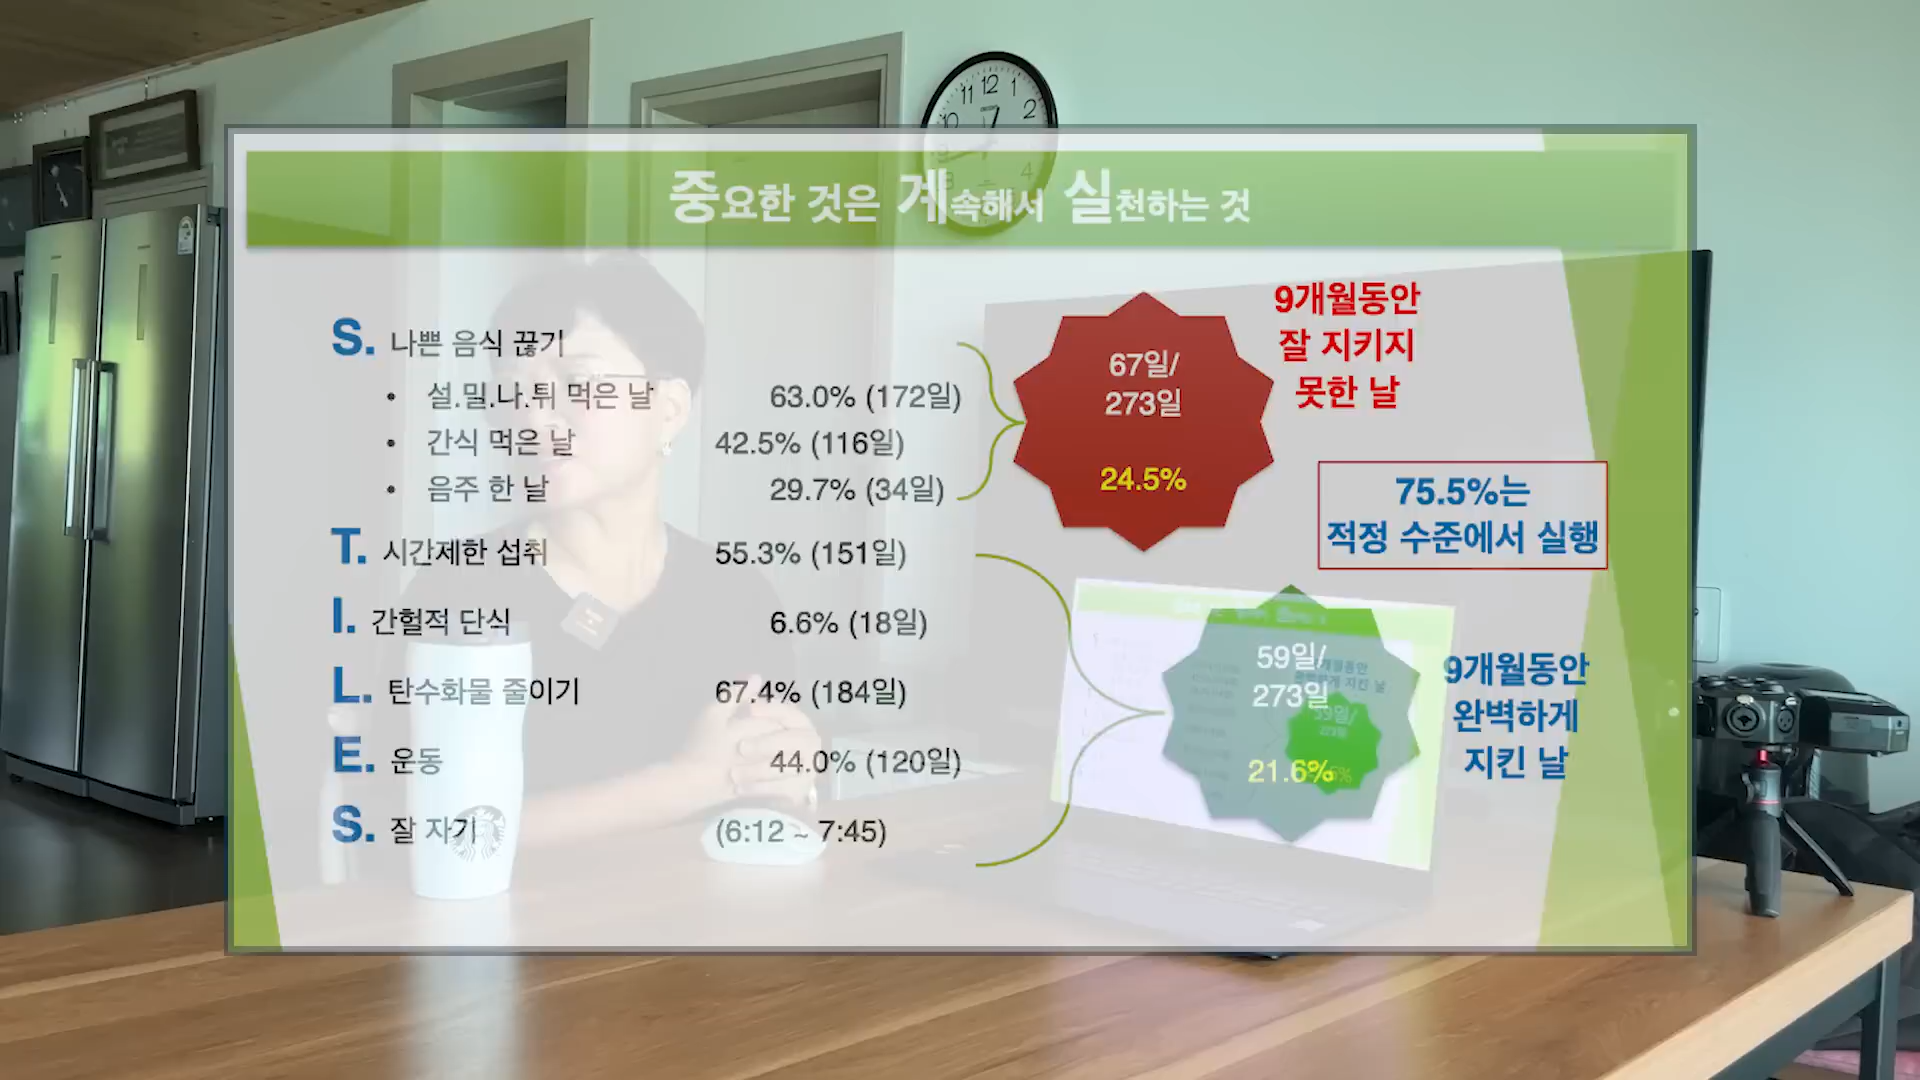 중요한 것은 계속해서 실천하는 것
S. 나쁜 음식 끊기
• 설.밀.나.튀 먹은 날 63.0% (172일)
• 간식 먹은 날 42.5% (116일)
• 음주 한 날 29.7% (34일)
T. 시간제한 섭취 55.3% (151일)
I. 간헐적 단식 6.6% (18일)
L. 탄수화물 줄이기 67.4% (184일)
E. 운동 44.0% (120일)
S. 잘 자기 (6:12 ~ 7:45)
67일/
273일
24.5%
9개월동안
잘 지키지
못한 날
75.5%는
적정 수준에서 실행
59일/
273일
21.6%
9개월동안
완벽하게
지킨 날
11 12 1
10 2
9
8 4